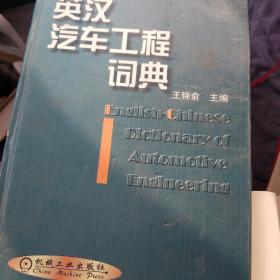 英汉
汽车工程
词典
王锦俞 主编
English-Chinese
Dictionary of
Automotive
Engineering
机械工业出版社
China Machine Press